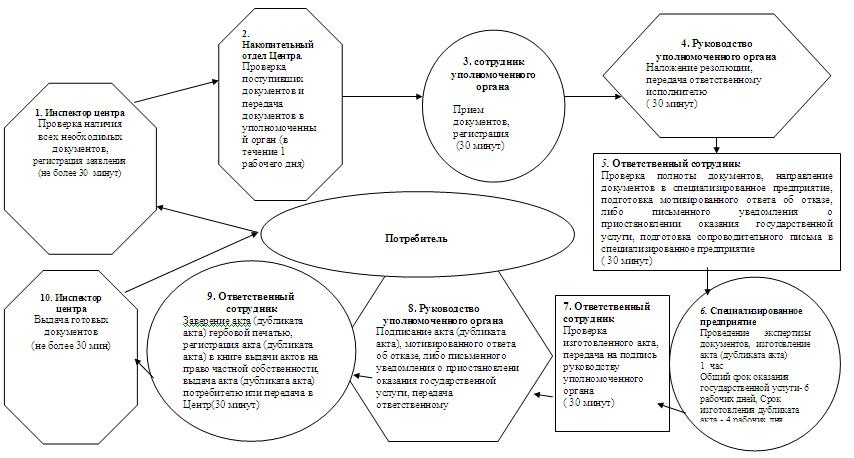 1. Инспектор центра
Проверка наличия
всех необходимых
документов,
регистрация заявления
(не более 30 минут)
2.
Накопительный
отдел Центра.
Проверка
поступивших
документов и
передача
документов в
уполномоченны
й орган (в
течение 1
рабочего дня)
3. сотрудник
уполномоченного
органа
Прием
документов,
регистрация
(30 минут)
4. Руководство
уполномоченного органа
Наложение резолюции,
передача ответственному
исполнителю
( 30 минут)
5. Ответственный сотрудник
Проверка полноты документов, направление
документов в специализированное предприятие,
подготовка мотивированного ответа об отказе,
либо письменного уведомления о
приостановлении оказания государственной
услуги, подготовка сопроводительного письма в
специализированное предприятие
( 30 минут)
Потребитель
6. Специализированное
предприятие
Проведение экспертизы
документов, изготовление
акта (дубликата акта)
1 час
Общий срок оказания
государственной услуги- 6
рабочих дней, Срок
изготовления дубликата
акта - 4 рабочих дня
7. Ответственный
сотрудник
Проверка
изготовленного акта,
передача на подпись
руководству
уполномоченного
органа
( 30 минут)
8. Руководство
уполномоченного органа
Подписание акта (дубликата
акта), мотивированного ответа
об отказе, либо письменного
уведомления о приостановлени
оказания государственной
услуги, передача
ответственному
9. Ответственный
сотрудник
Заверение акта (дубликата
акта) гербовой печатью,
регистрация акта (дубликата
акта) в книге выдачи актов на
право частной собственности,
выдача акта (дубликата акта)
потребителю или передача в
Центр(30 минут)
10. Инспектор
центра
Выдача готовых
документов
(не более 30 мин)